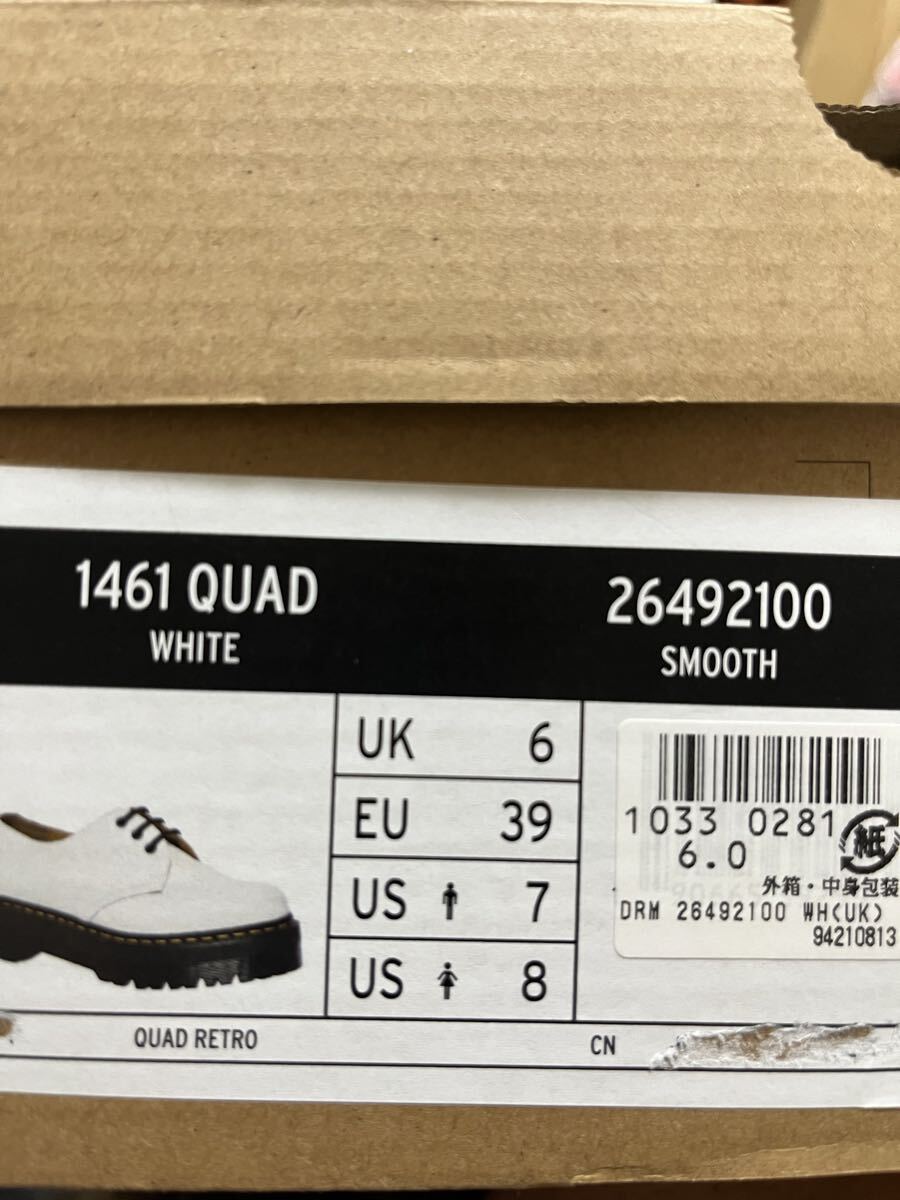 1461 QUAD
WHITE
26492100
SMOOTH
UK 6
EU 39
US 7
US 8
1033 0281
6.0
紙
外箱・中身包装
DRM 26492100 WH(UK)
94210813
QUAD RETRO
CN